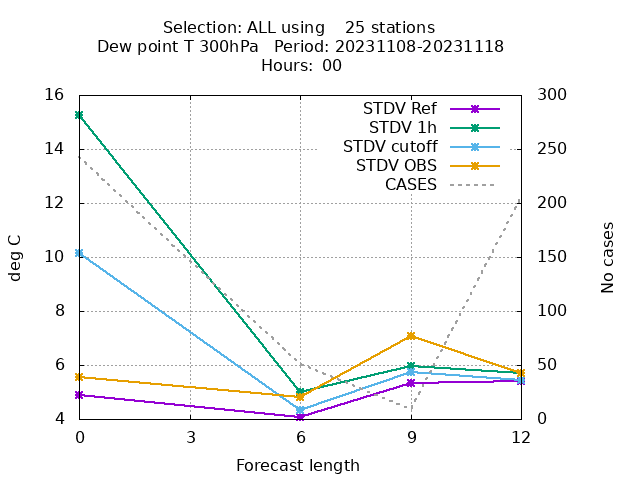 Selection: ALL using    25 stations
Dew point T 300hPa   Period: 20231108-20231118
Hours: 00
16 300
STDV Ref
STDV 1h
14 250
STDV cutoff
STDV OBS
CASES
12 200
10 150
deg C
No cases
8 100
6 50
4 0
0 3 6 9 12
Forecast length